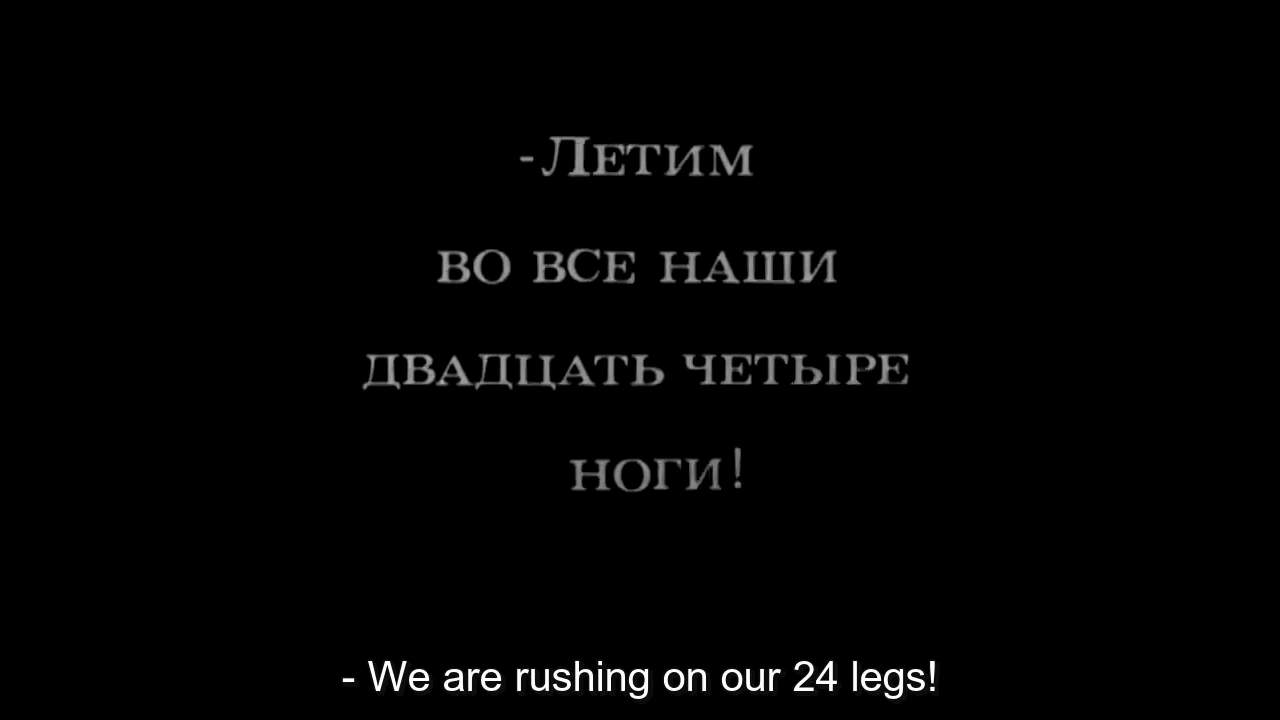 -Летим
во все наши
двадцать четыре
ноги!
- We are rushing on our 24 legs!